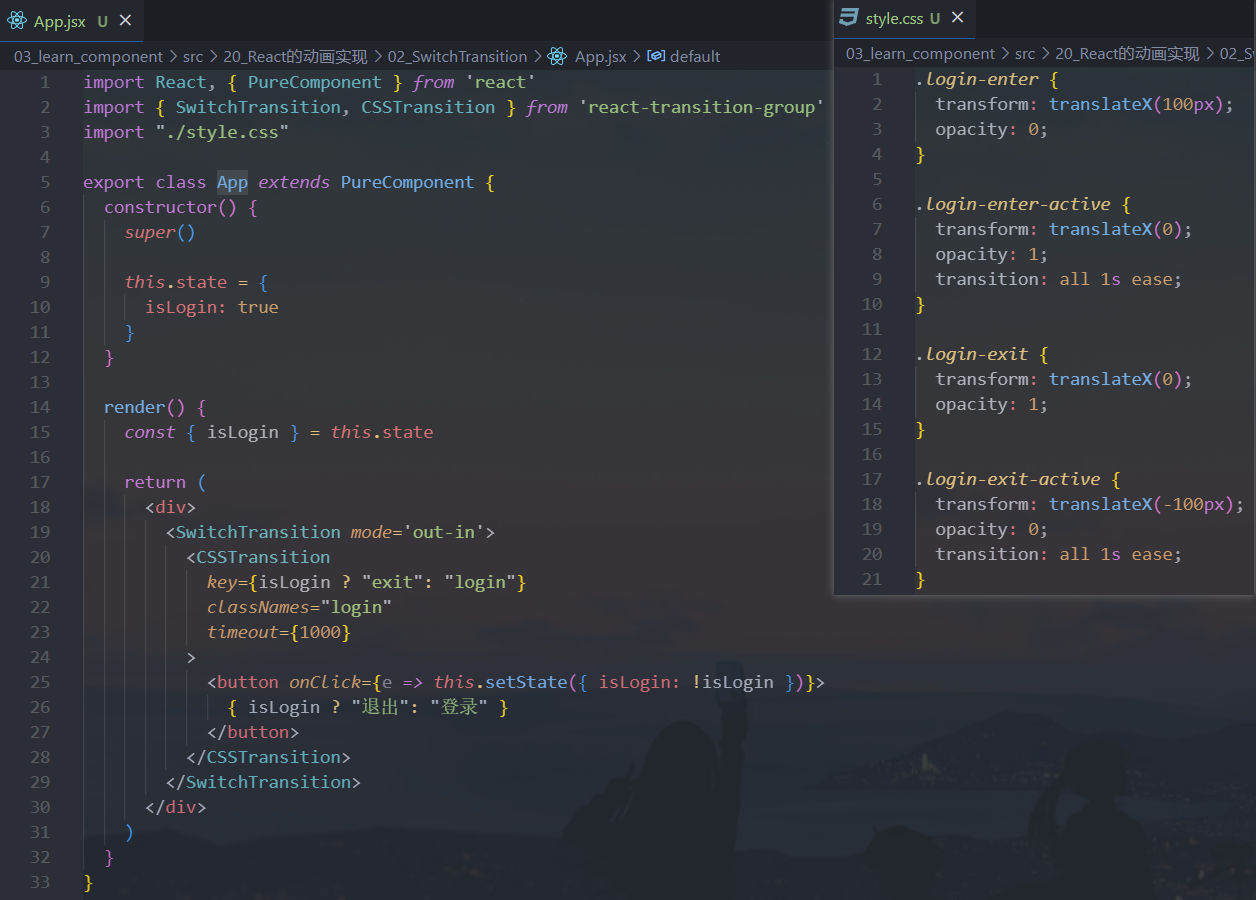 App.jsx U
03_learn_component > src > 20_React的动画实现 > 02_SwitchTransition > App.jsx > default
1 import React, { PureComponent } from 'react'
2 import { SwitchTransition, CSSTransition } from 'react-transition-group'
3 import "./style.css"
4
5 export class App extends PureComponent {
6   constructor() {
7     super()
8
9     this.state = {
10       isLogin: true
11     }
12   }
13
14   render() {
15     const { isLogin } = this.state
16
17     return (
18       <div>
19         <SwitchTransition mode='out-in'>
20           <CSSTransition
21             key={isLogin ? "exit": "login"}
22             classNames="login"
23             timeout={1000}
24           >
25             <button onClick={e => this.setState({ isLogin: !isLogin })}>
26               { isLogin ? "退出": "登录" }
27             </button>
28           </CSSTransition>
29         </SwitchTransition>
30       </div>
31     )
32   }
33 }
style.css U
03_learn_component > src > 20_React的动画实现 > 02_S
1 .login-enter {
2   transform: translateX(100px);
3   opacity: 0;
4 }
5
6 .login-enter-active {
7   transform: translateX(0);
8   opacity: 1;
9   transition: all 1s ease;
10 }
11
12 .login-exit {
13   transform: translateX(0);
14   opacity: 1;
15 }
16
17 .login-exit-active {
18   transform: translateX(-100px);
19   opacity: 0;
20   transition: all 1s ease;
21 }